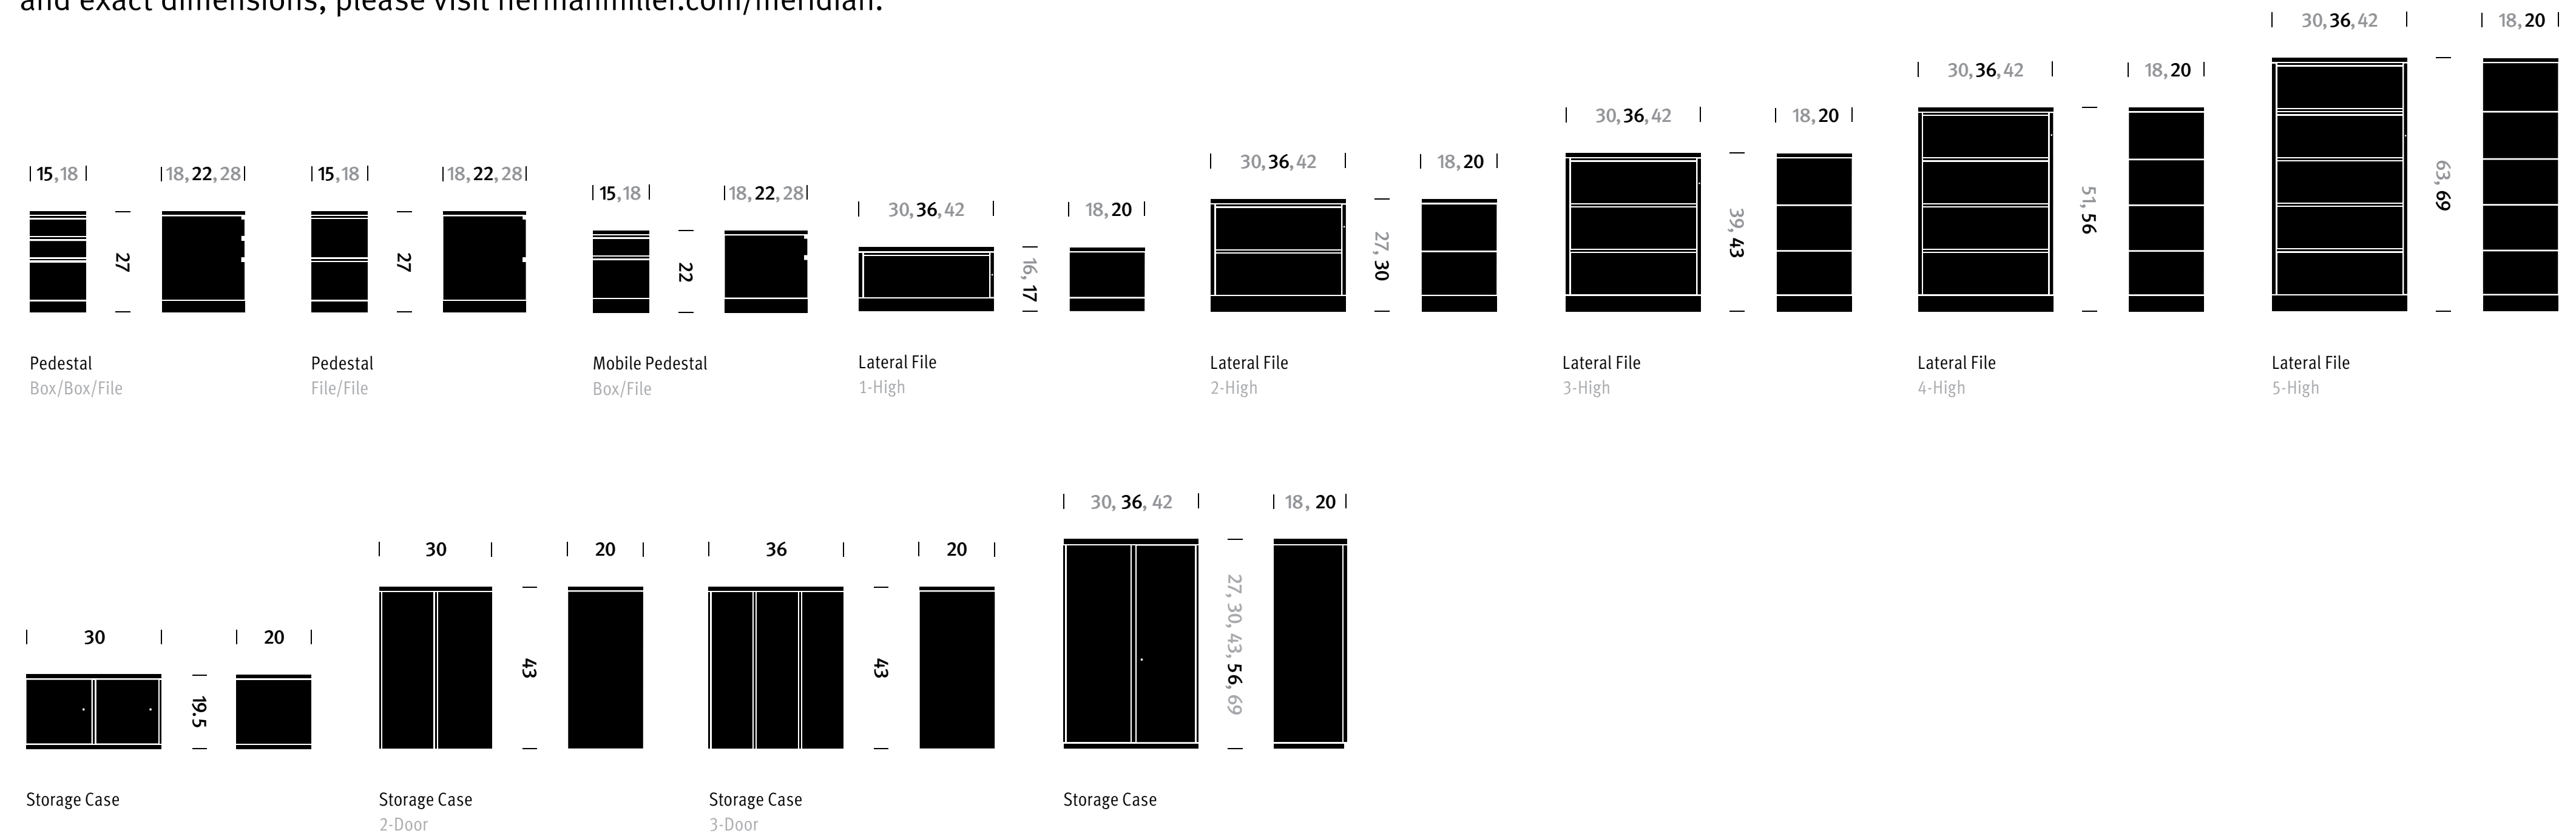 and exact dimensions, please visit hermanmiller.com/meridian.
15, 18
18, 22, 28
27
Pedestal
Box/Box/File
15, 18
18, 22, 28
27
Pedestal
File/File
15, 18
18, 22, 28
22
Mobile Pedestal
Box/File
30, 36, 42
18, 20
16, 17
Lateral File
1-High
30, 36, 42
18, 20
27, 30
Lateral File
2-High
30, 36, 42
18, 20
39, 43
Lateral File
3-High
30, 36, 42
18, 20
51, 56
Lateral File
4-High
30, 36, 42
18, 20
63, 69
Lateral File
5-High
30
20
19.5
Storage Case
30
20
43
Storage Case
2-Door
36
20
43
Storage Case
3-Door
30, 36, 42
18, 20
27, 30, 43, 56, 69
Storage Case